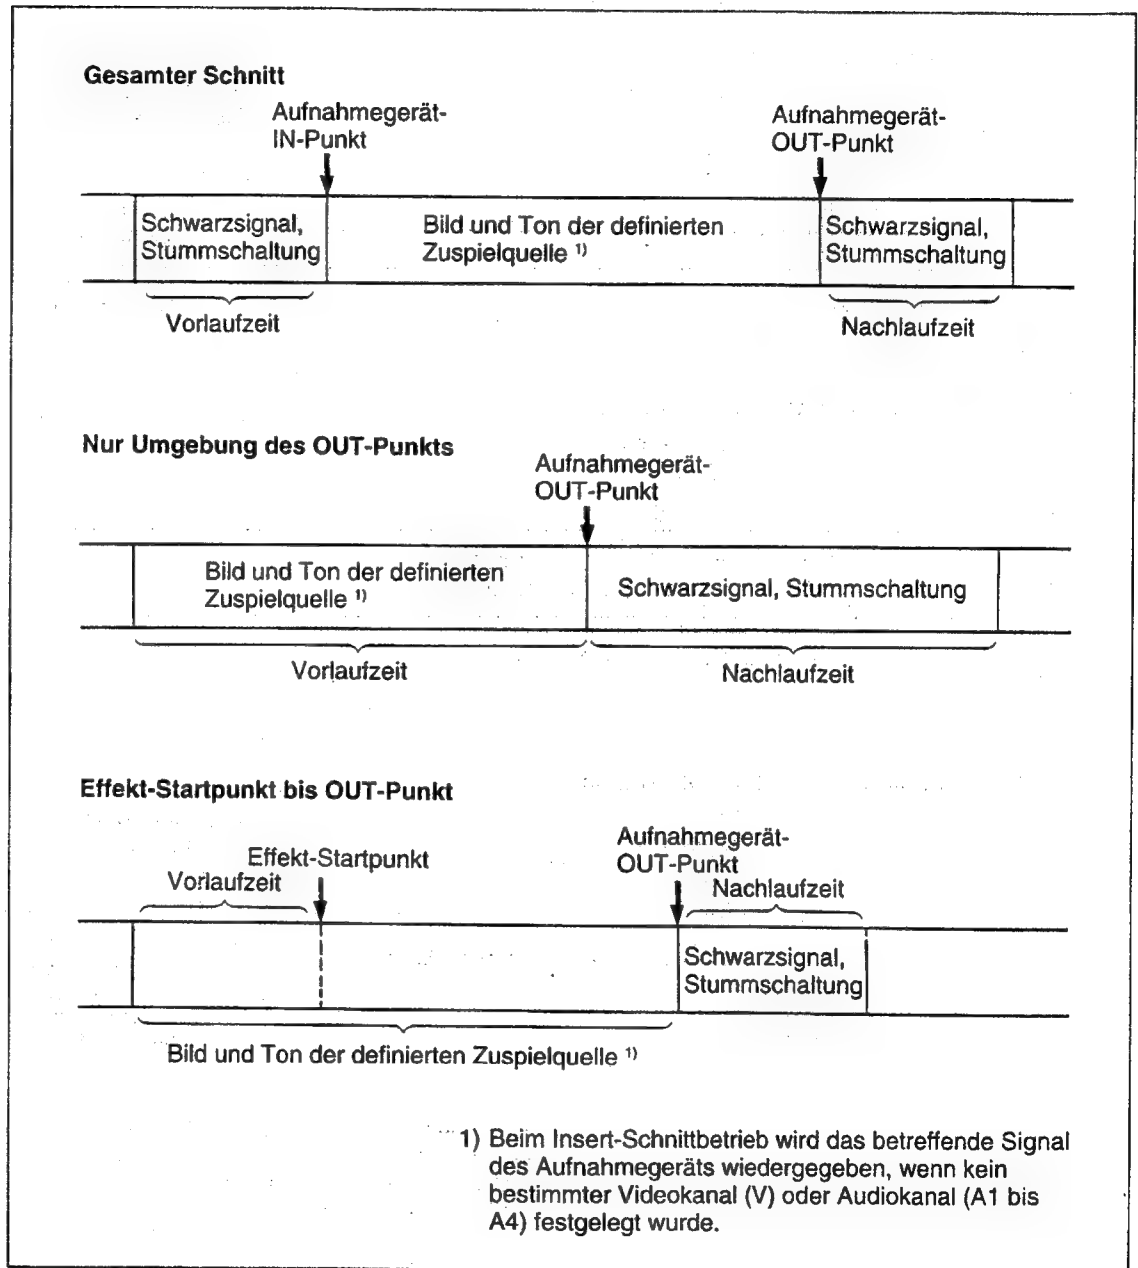 Gesamter Schnitt
Aufnahmegerät-
IN-Punkt
Aufnahmegerät-
OUT-Punkt
Schwarzsignal,
Stummschaltung
Bild und Ton der definierten
Zuspielquelle ¹⁾
Schwarzsignal,
Stummschaltung
Vorlaufzeit
Nachlaufzeit
Nur Umgebung des OUT-Punkts
Aufnahmegerät-
OUT-Punkt
Bild und Ton der definierten
Zuspielquelle ¹⁾
Schwarzsignal, Stummschaltung
Vorlaufzeit
Nachlaufzeit
Effekt-Startpunkt bis OUT-Punkt
Effekt-Startpunkt
Aufnahmegerät-
OUT-Punkt
Vorlaufzeit
Nachlaufzeit
Schwarzsignal,
Stummschaltung
Bild und Ton der definierten Zuspielquelle ¹⁾
1) Beim Insert-Schnittbetrieb wird das betreffende Signal
des Aufnahmegeräts wiedergegeben, wenn kein
bestimmter Videokanal (V) oder Audiokanal (A1 bis
A4) festgelegt wurde.